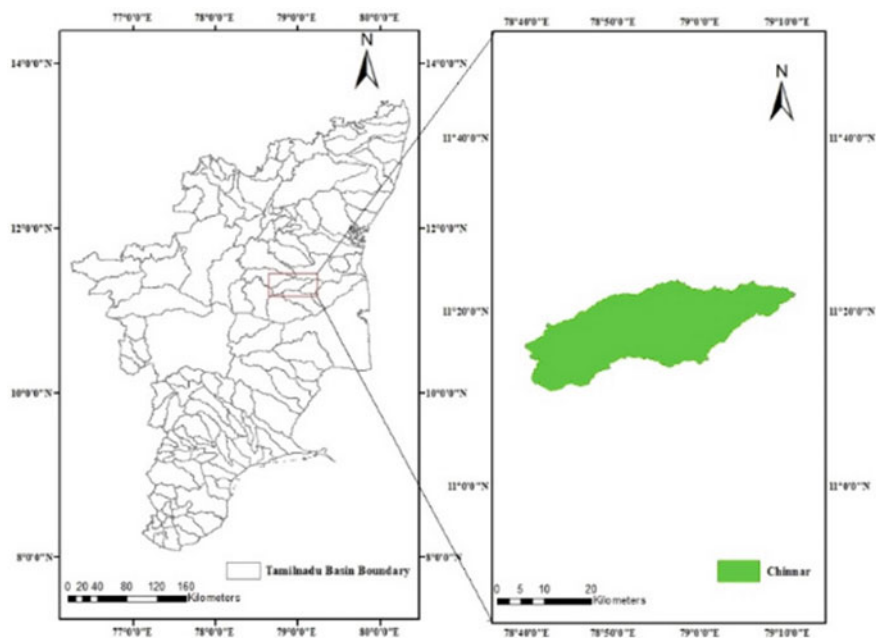 77°0'0"E 78°0'0"E 79°0'0"E 80°0'0"E
N
14°0'0"N
12°0'0"N
10°0'0"N
8°0'0"N
14°0'0"N
12°0'0"N
10°0'0"N
8°0'0"N
Tamilnadu Basin Boundary
0 20 40 80 120 160
Kilometers
77°0'0"E 78°0'0"E 79°0'0"E 80°0'0"E
78°40'0"E 78°50'0"E 79°0'0"E 79°10'0"E
N
11°40'0"N
11°20'0"N
11°0'0"N
11°40'0"N
11°20'0"N
11°0'0"N
Chinnar
0 5 10 20
Kilometers
78°40'0"E 78°50'0"E 79°0'0"E 79°10'0"E